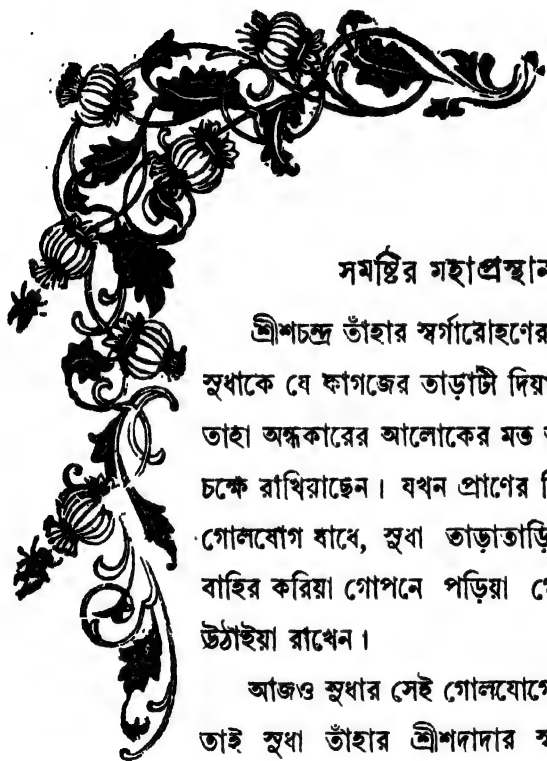 সমষ্টির মহাপ্রস্থান
শ্রীশচন্দ্র তাঁহার স্বর্গারোহণের
সুধাকে যে কাগজের তাড়াটী দিয়া
তাহা অন্ধকারের আলোকের মত
চক্ষে রাখিয়াছেন। যখন প্রাণের
গোলযোগ বাধে, সুধা তাড়াতাড়ি
বাহির করিয়া গোপনে পড়িয়া
উঠাইয়া রাখেন।
আজও সুধার সেই গোলযোগে
তাই সুধা তাঁহার শ্রীশদাদার